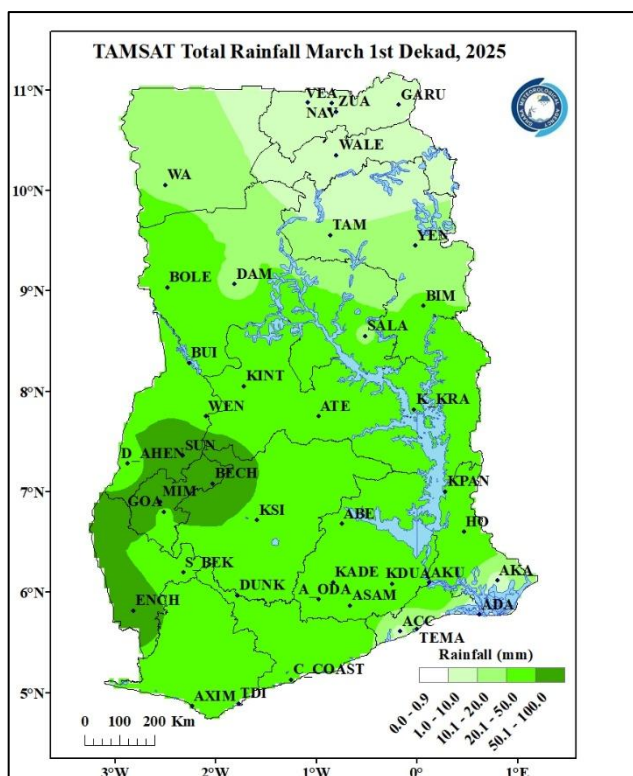 TAMSAT Total Rainfall March 1st Dekad, 2025
11°N
VEA
ZUA
GARU
NAV
GHANA METEOROLOGICAL AGENCY
WALE
WA
10°N
TAM
YEN
BOLE
DAM
9°N
BIM
SALA
BUI
KINT
8°N
WEN
ATE
K_KRA
D_AHEN
SUN
BECH
7°N
KPAN
GOA
MIM
KSI
ABE
HO
S_BEK
KADE
KDUA
AKU
AKA
6°N
DUNK
A_ODA
ASAM
ENCH
ADA
ACC
TEMA
C_COAST
Rainfall (mm)
5°N
AXIM
TDI
0.0 - 0.9
1.0 - 10.0
10.1 - 20.0
20.1 - 50.0
50.1 - 100.0
0 100 200 Km
3°W
2°W
1°W
0°
1°E